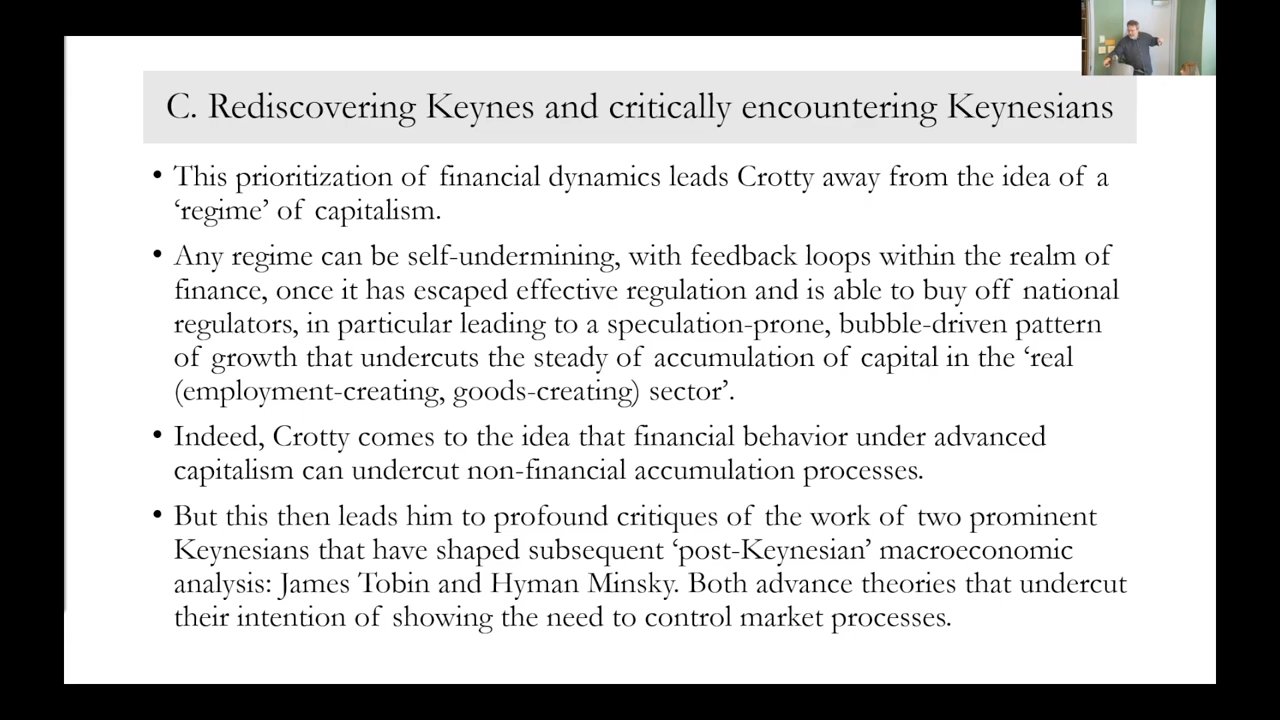 C. Rediscovering Keynes and critically encountering Keynesians
• This prioritization of financial dynamics leads Crotty away from the idea of a
‘regime’ of capitalism.
• Any regime can be self-undermining, with feedback loops within the realm of
finance, once it has escaped effective regulation and is able to buy off national
regulators, in particular leading to a speculation-prone, bubble-driven pattern
of growth that undercuts the steady of accumulation of capital in the ‘real
(employment-creating, goods-creating) sector’.
• Indeed, Crotty comes to the idea that financial behavior under advanced
capitalism can undercut non-financial accumulation processes.
• But this then leads him to profound critiques of the work of two prominent
Keynesians that have shaped subsequent ‘post-Keynesian’ macroeconomic
analysis: James Tobin and Hyman Minsky. Both advance theories that undercut
their intention of showing the need to control market processes.